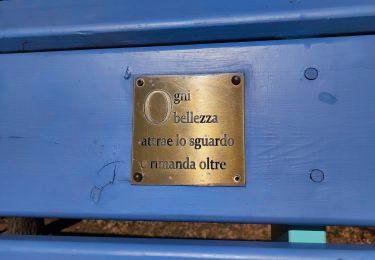 Ogni
bellezza
attrae lo sguardo
e rimanda oltre